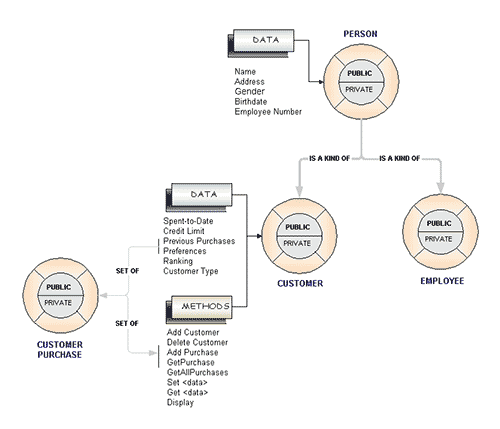 PERSON
DATA
PUBLIC
PRIVATE
Name
Address
Gender
Birthdate
Employee Number
IS A KIND OF
IS A KIND OF
DATA
Spent-to-Date
Credit Limit
Previous Purchases
Preferences
Ranking
Customer Type
PUBLIC
PRIVATE
CUSTOMER
PUBLIC
PRIVATE
EMPLOYEE
SET OF
PUBLIC
PRIVATE
CUSTOMER
PURCHASE
SET OF
METHODS
Add Customer
Delete Customer
Add Purchase
GetPurchase
GetAllPurchases
Set <data>
Get <data>
Display